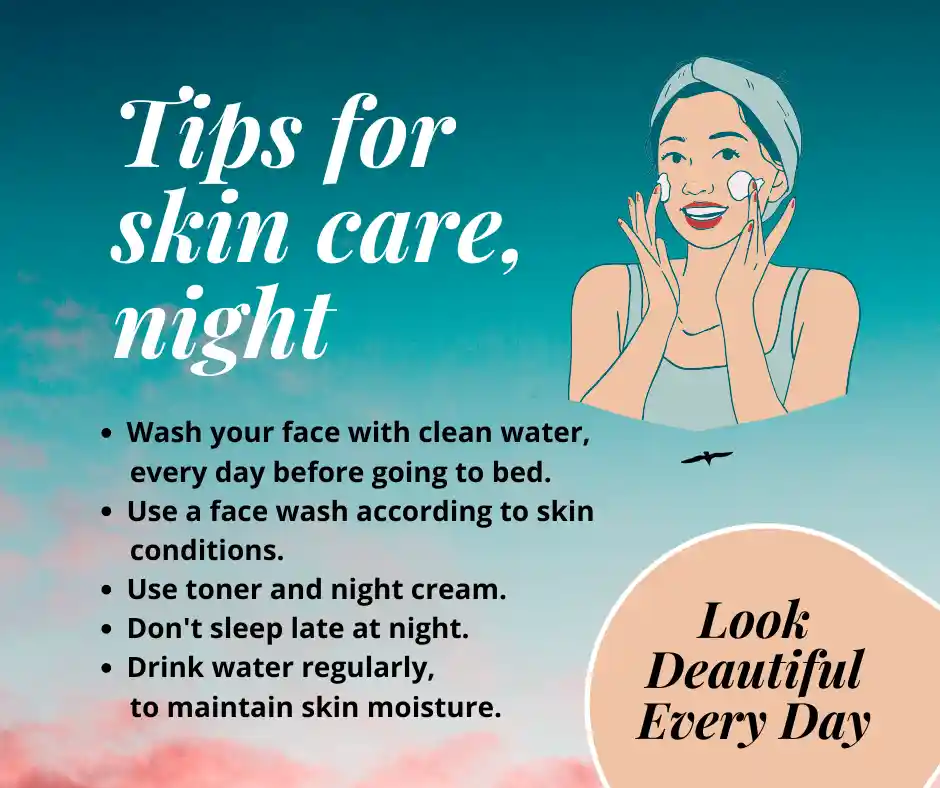 Tips for
skin care,
night
• Wash your face with clean water,
every day before going to bed.
• Use a face wash according to skin
conditions.
• Use toner and night cream.
• Don't sleep late at night.
• Drink water regularly,
to maintain skin moisture.
Look
Deautiful
Every Day